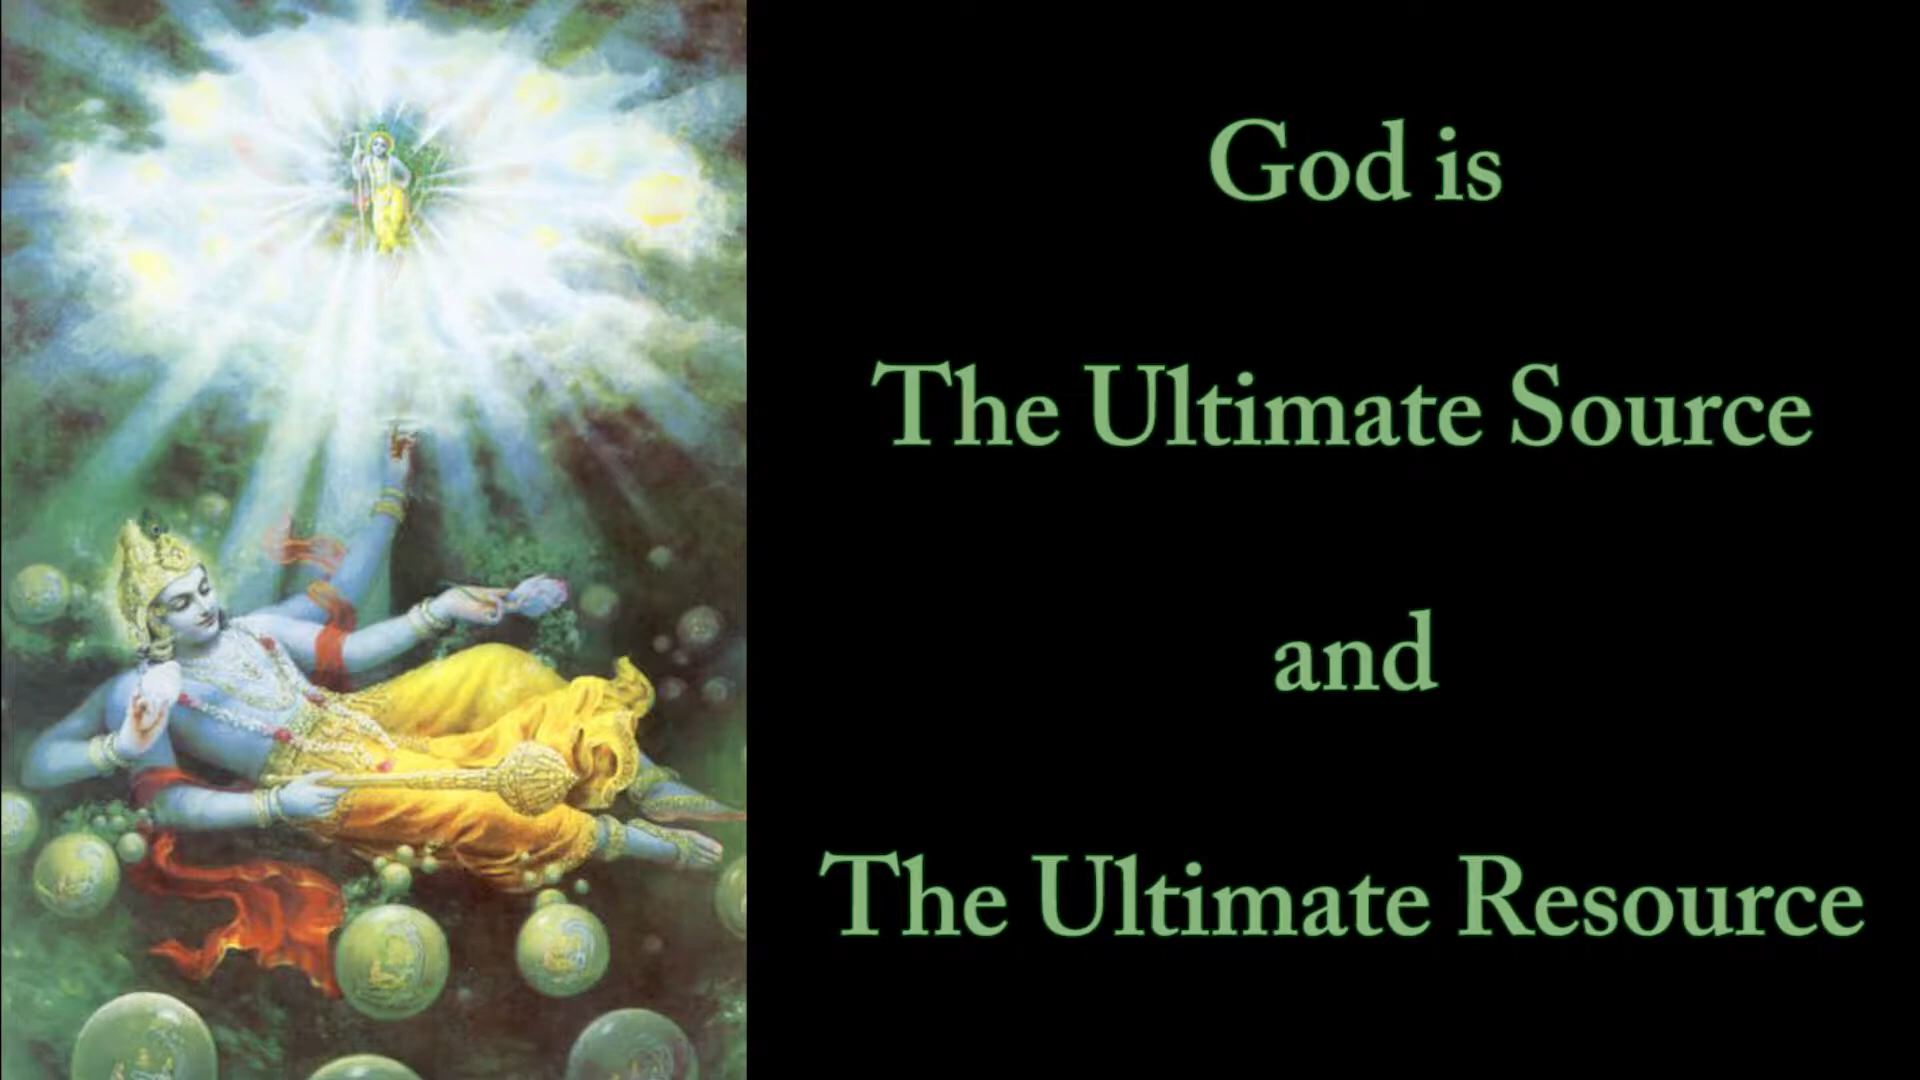 God is
The Ultimate Source
and
The Ultimate Resource